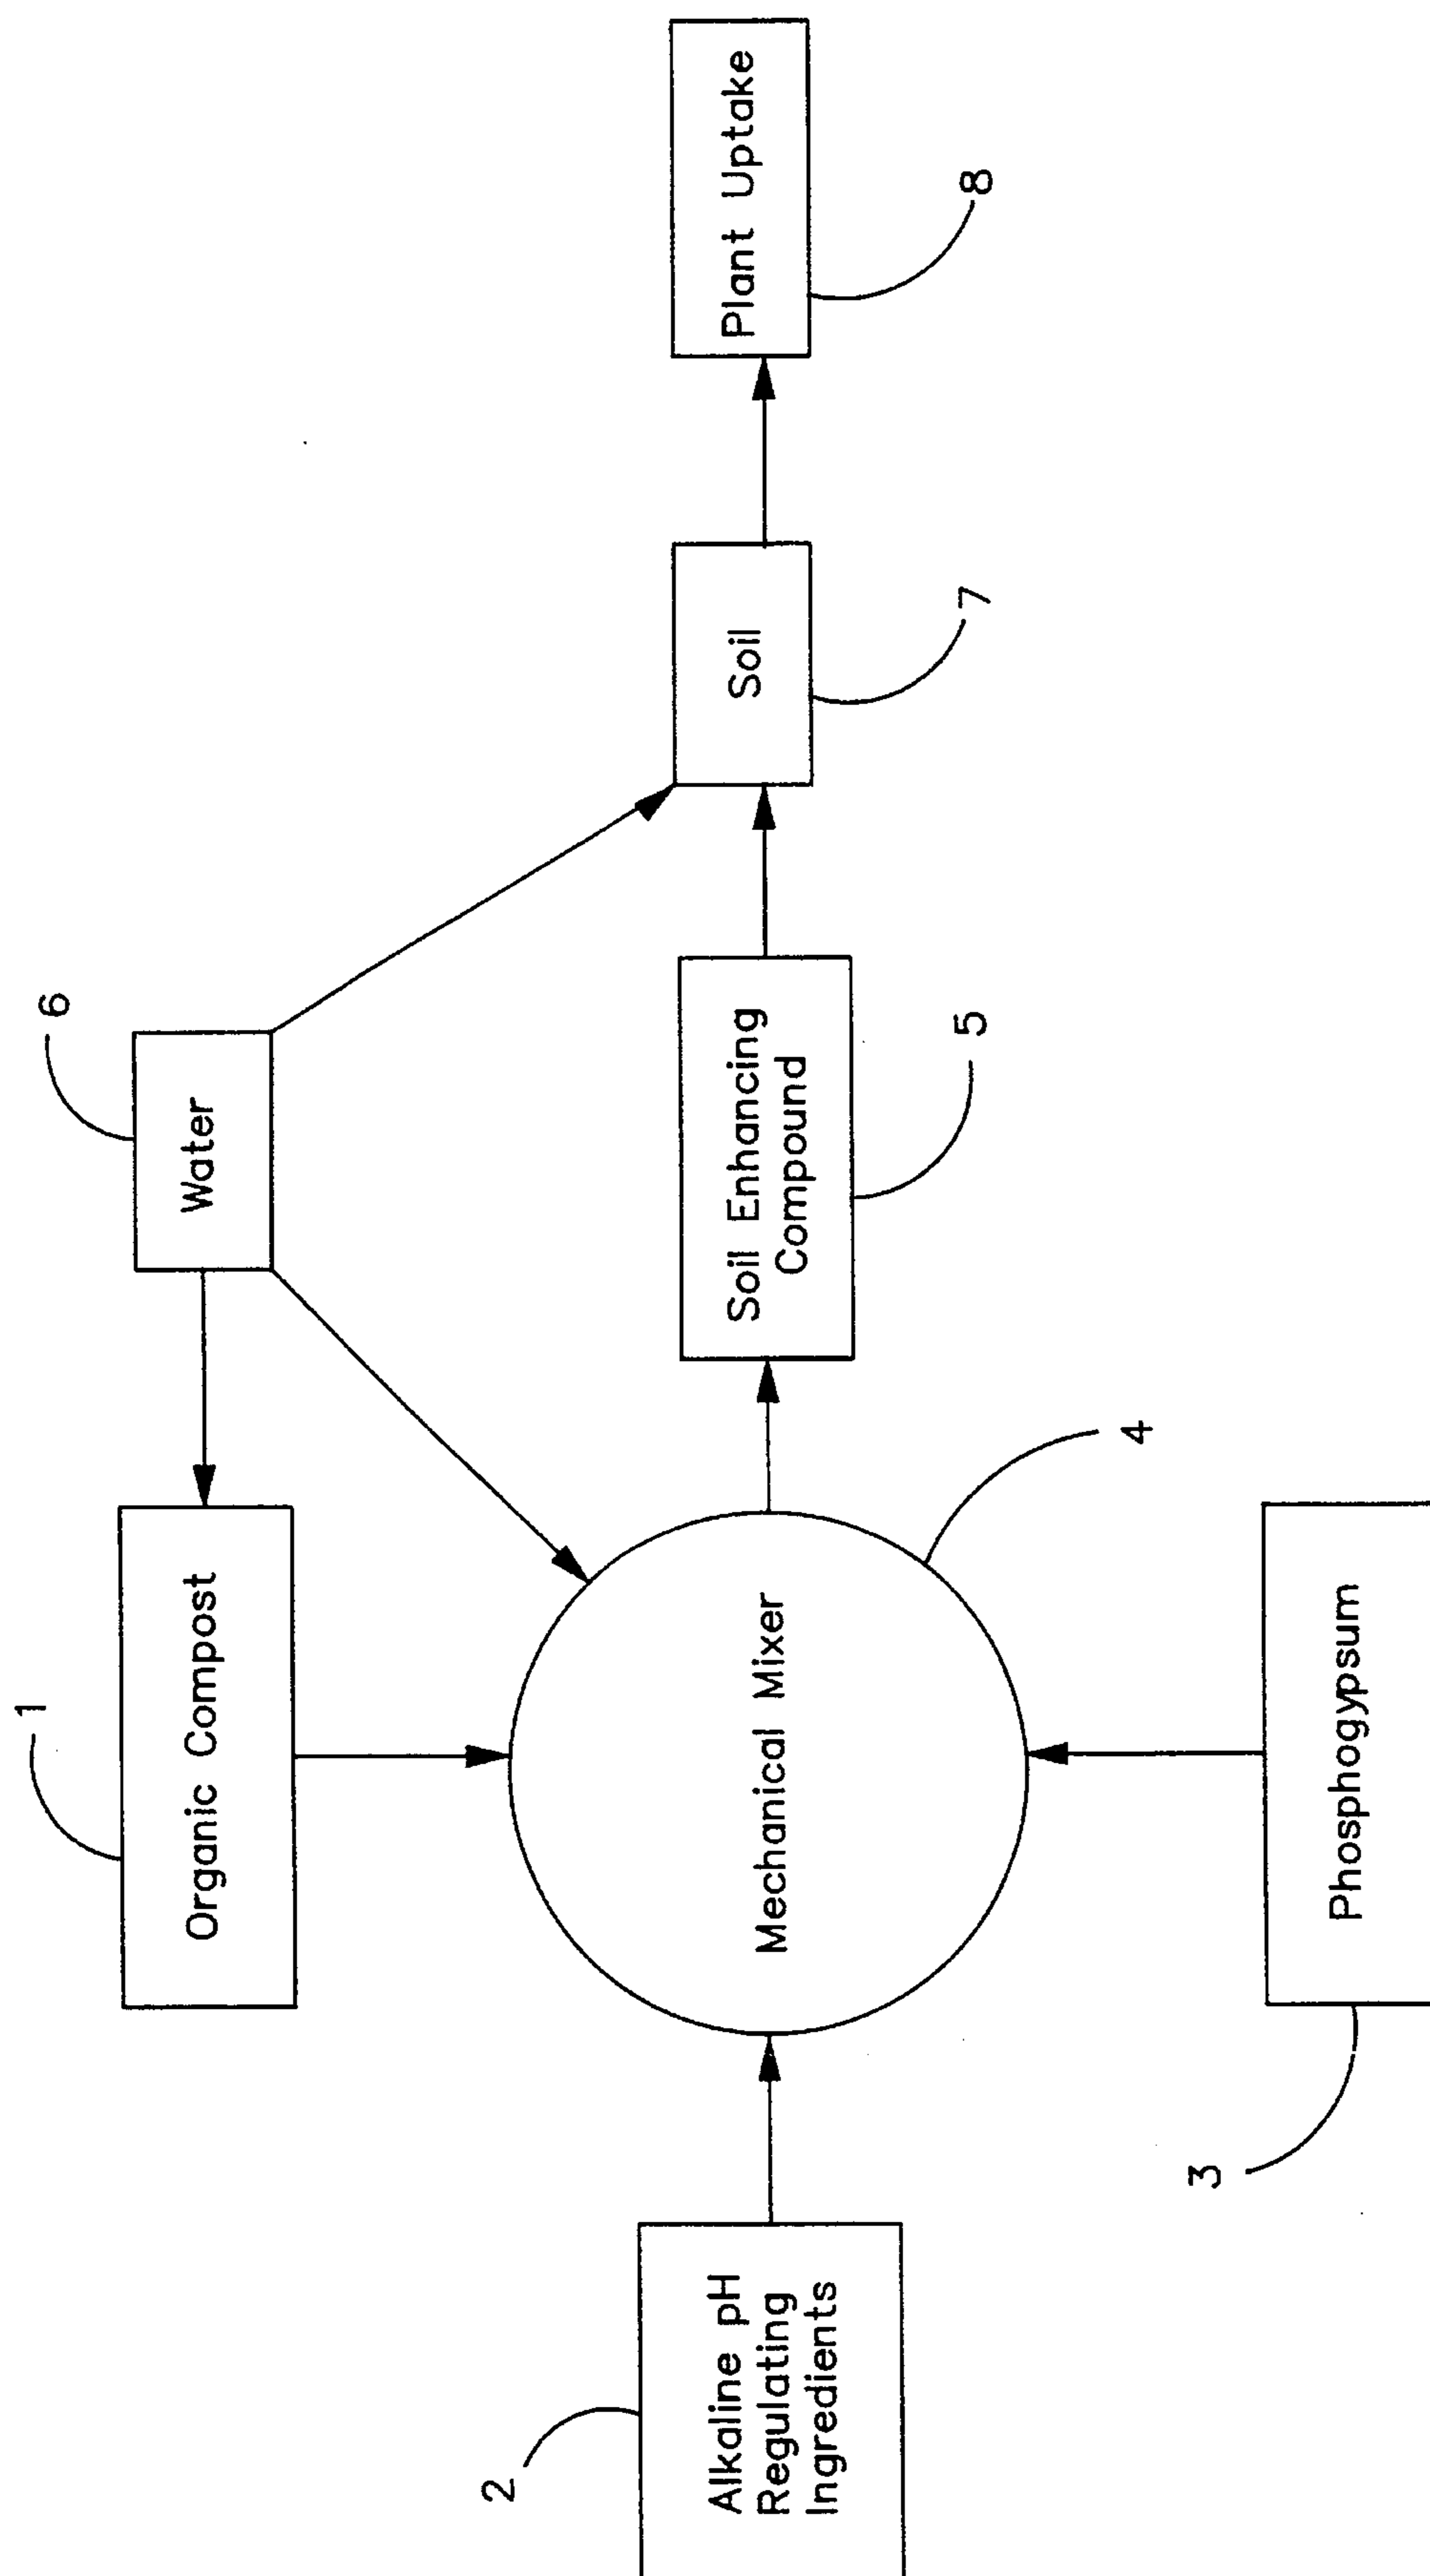 1
Organic Compost
6
Water
2
Alkaline pH
Regulating
Ingredients
Mechanical Mixer
4
Soil Enhancing
Compound
5
Soil
7
Plant Uptake
8
3
Phosphogypsum